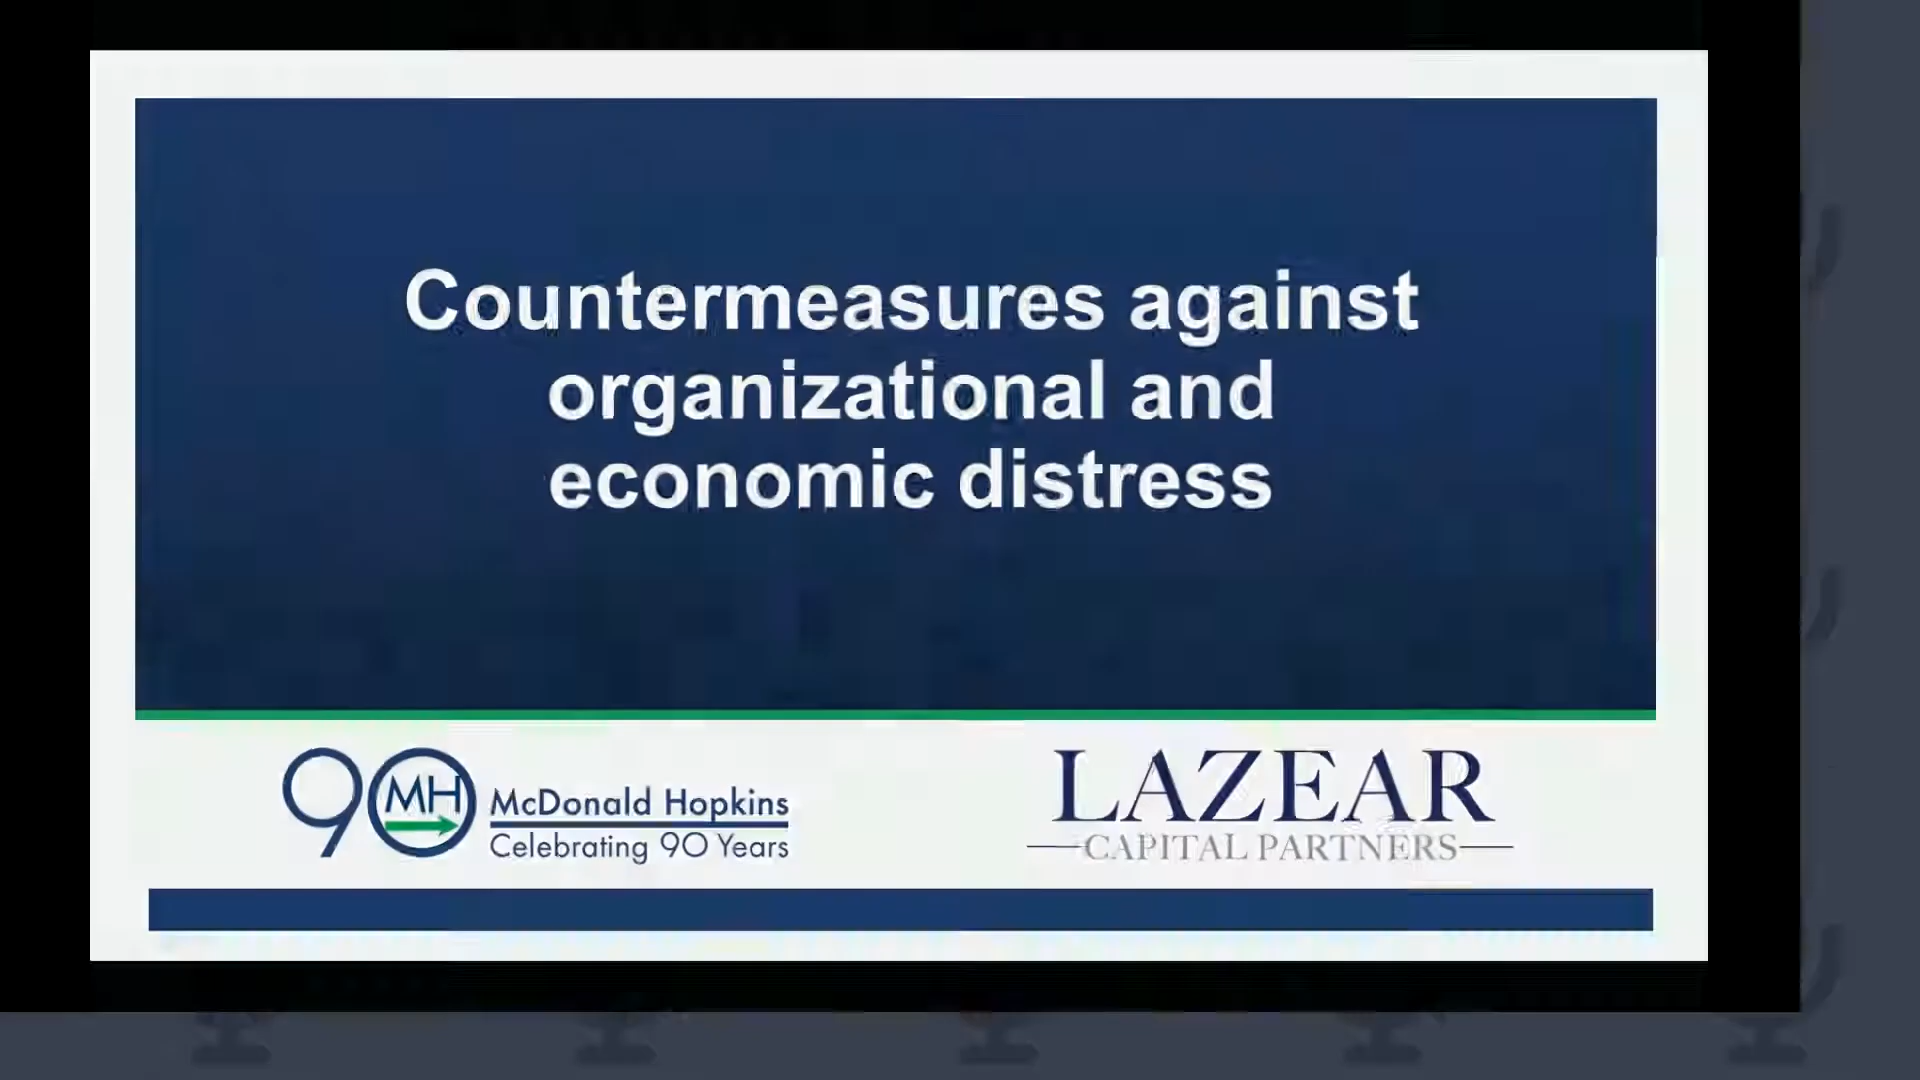 Countermeasures against
organizational and
economic distress
90 MH McDonald Hopkins
Celebrating 90 Years
LAZEAR
CAPITAL PARTNERS